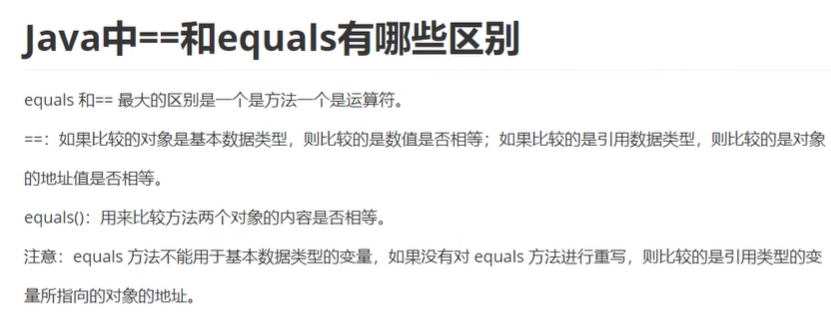 Java中==和equals有哪些区别
equals 和== 最大的区别是一个是方法一个是运算符。
==：如果比较的对象是基本数据类型，则比较的是数值是否相等；如果比较的是引用数据类型，则比较的是对象
的地址值是否相等。
equals()：用来比较方法两个对象的内容是否相等。
注意：equals 方法不能用于基本数据类型的变量，如果没有对 equals 方法进行重写，则比较的是引用类型的变
量所指向的对象的地址。